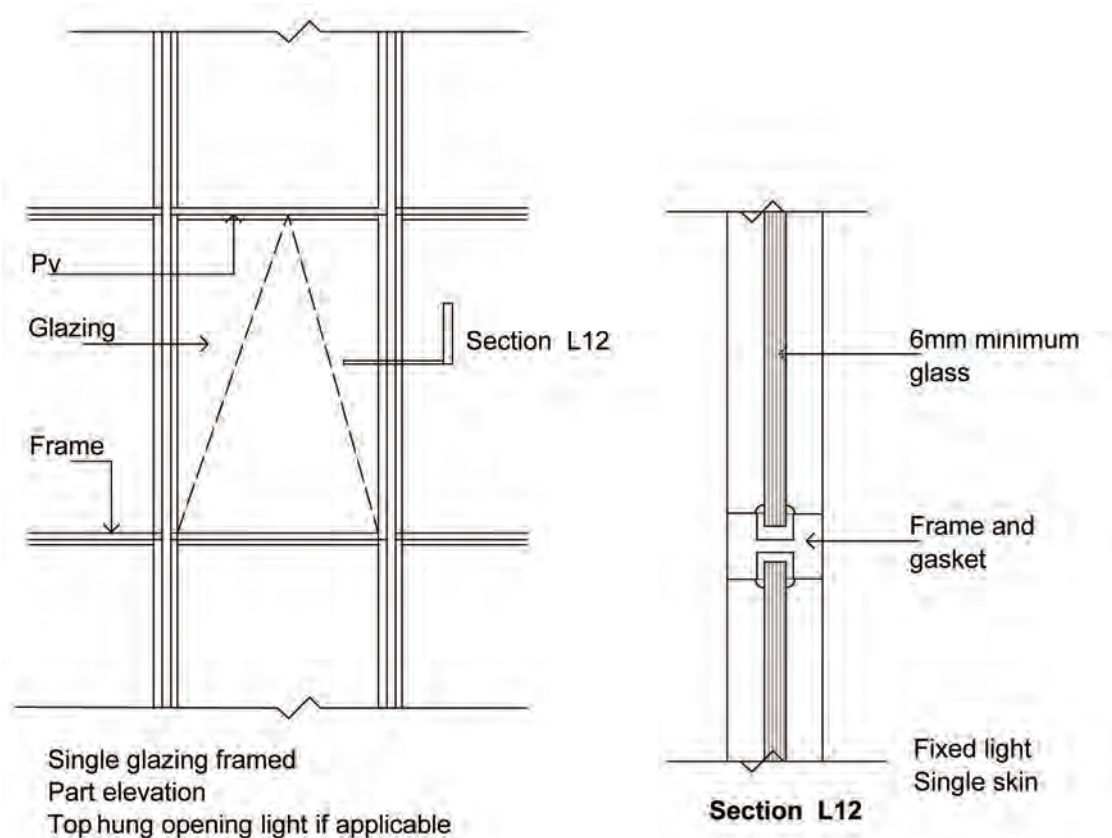 Pv
Glazing
Section L12
Frame
Single glazing framed
Part elevation
Top hung opening light if applicable
6mm minimum
glass
Frame and
gasket
Fixed light
Single skin
Section L12